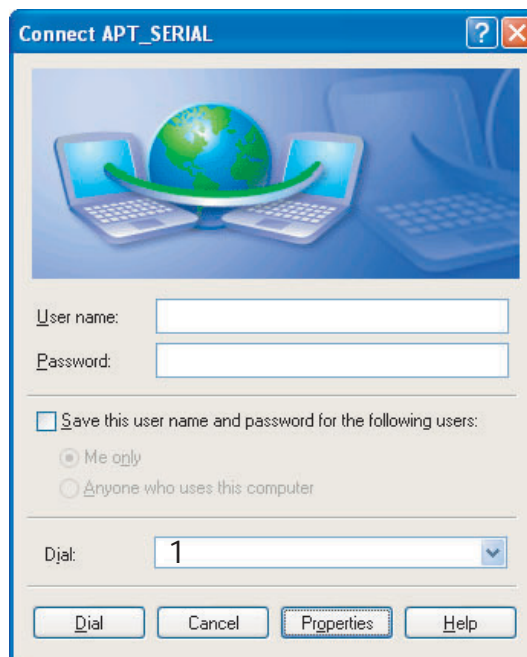 Connect APT_SERIAL
User name:
Password:
Save this user name and password for the following users:
Me only
Anyone who uses this computer
Dial: 1
Dial Cancel Properties Help